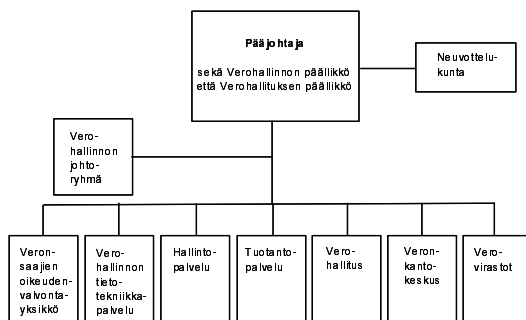 Pääjohtaja
sekä Verohallinnon päällikkö
että Verohallituksen päällikkö
Neuvottelu-
kunta
Vero-
hallinnon
johto-
ryhmä
Veron-
saajien
oikeuden-
valvonta-
yksikkö
Vero-
hallinnon
tieto-
tekniikka-
palvelu
Hallinto-
palvelu
Tuotanto-
palvelu
Vero-
hallitus
Veron-
kanto-
keskus
Vero-
virastot